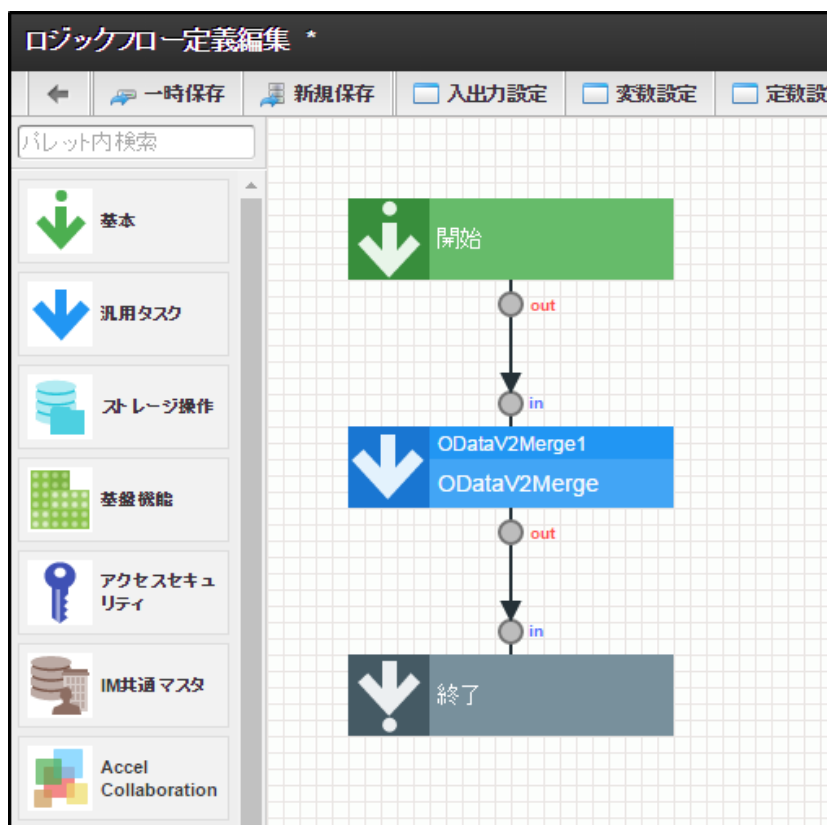 ロジックフロー定義編集 *
一時保存 新規保存 入出力設定 変数設定 定数設
パレット内検索
基本
汎用タスク
ストレージ操作
基盤機能
アクセスセキュ
リティ
IM共通マスタ
Accel
Collaboration
開始
out
in
ODataV2Merge1
ODataV2Merge
out
in
終了